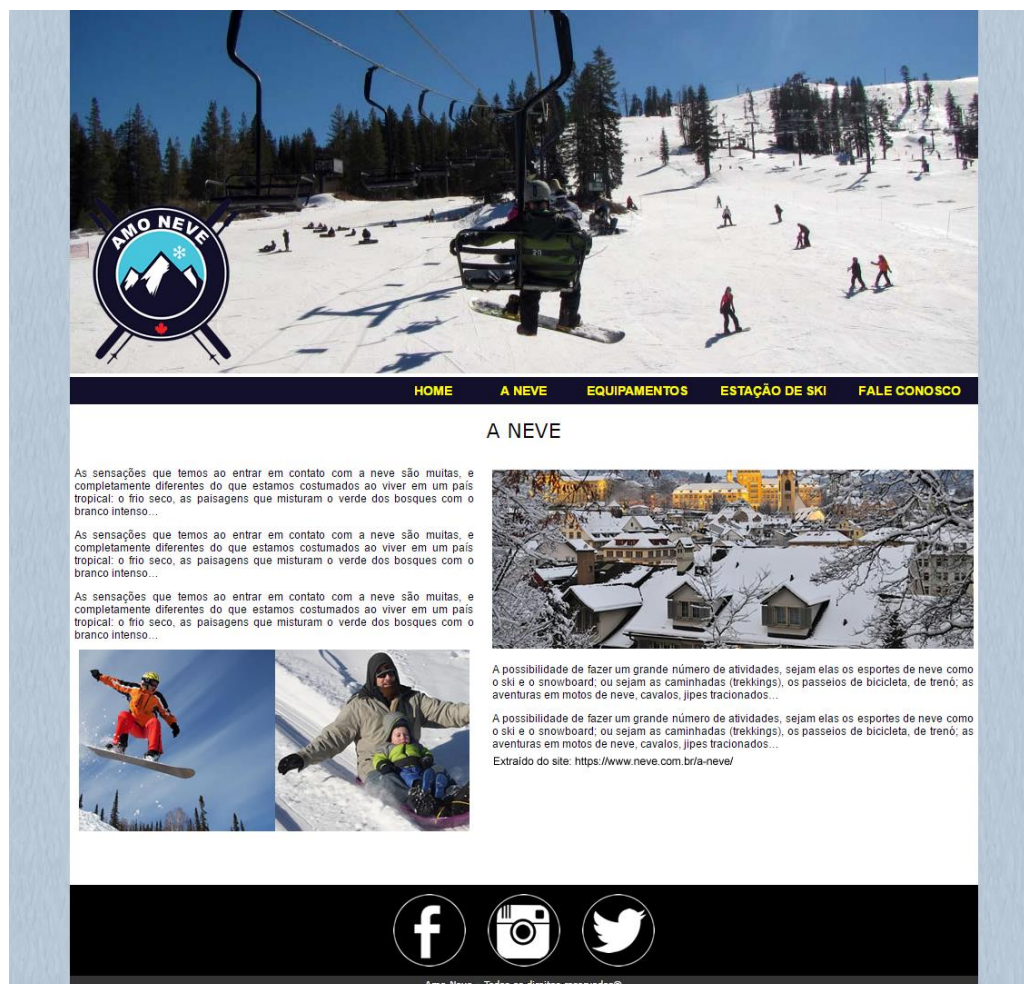 AMO NEVE
HOME A NEVE EQUIPAMENTOS ESTAÇÃO DE SKI FALE CONOSCO
A NEVE
As sensações que temos ao entrar em contato com a neve são muitas, e
completamente diferentes do que estamos costumados ao viver em um país
tropical: o frio seco, as paisagens que misturam o verde dos bosques com o
branco intenso…
As sensações que temos ao entrar em contato com a neve são muitas, e
completamente diferentes do que estamos costumados ao viver em um país
tropical: o frio seco, as paisagens que misturam o verde dos bosques com o
branco intenso…
As sensações que temos ao entrar em contato com a neve são muitas, e
completamente diferentes do que estamos costumados ao viver em um país
tropical: o frio seco, as paisagens que misturam o verde dos bosques com o
branco intenso…
A possibilidade de fazer um grande número de atividades, sejam elas os esportes de neve como
o ski e o snowboard; ou sejam as caminhadas (trekkings), os passeios de bicicleta, de trenó; as
aventuras em motos de neve, cavalos, jipes tracionados…
A possibilidade de fazer um grande número de atividades, sejam elas os esportes de neve como
o ski e o snowboard; ou sejam as caminhadas (trekkings), os passeios de bicicleta, de trenó; as
aventuras em motos de neve, cavalos, jipes tracionados…
Extraído do site: https://www.neve.com.br/a-neve/